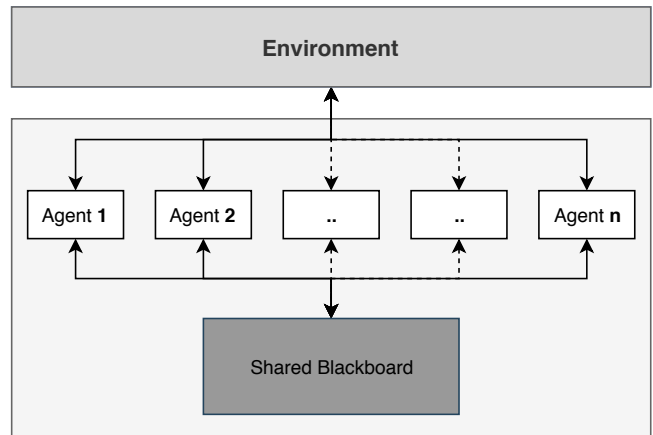 Environment
Agent 1
Agent 2
..
..
Agent n
Shared Blackboard